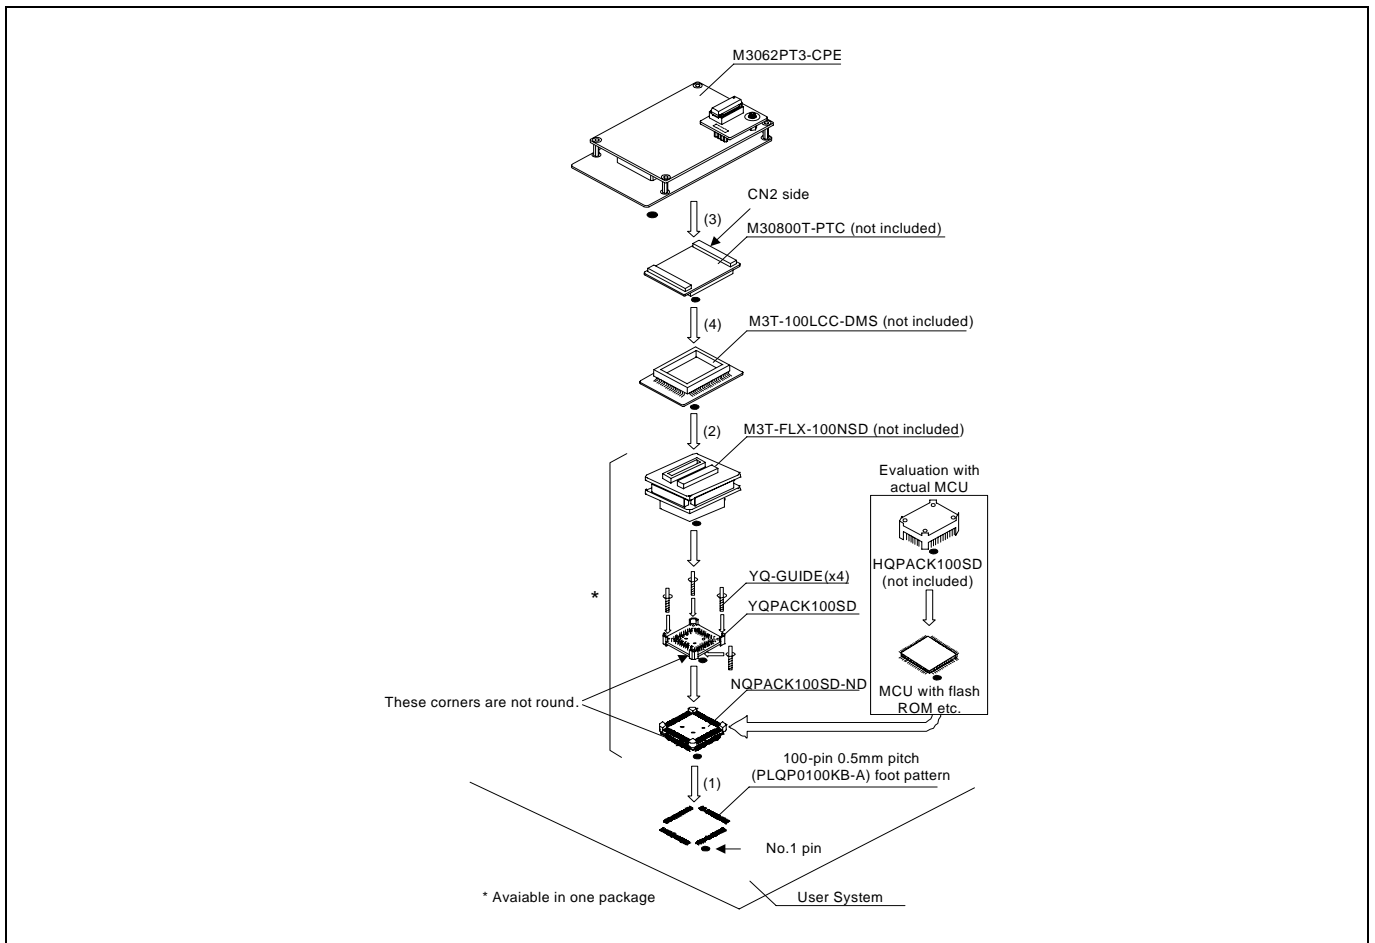 M3062PT3-CPE
CN2 side
(3)
M30800T-PTC (not included)
(4)
M3T-100LCC-DMS (not included)
(2)
M3T-FLX-100NSD (not included)
Evaluation with
actual MCU
HQPACK100SD
(not included)
YQ-GUIDE(x4)
*
YQPACK100SD
NQPACK100SD-ND
MCU with flash
ROM etc.
These corners are not round.
100-pin 0.5mm pitch
(1)
(PLQP0100KB-A) foot pattern
No.1 pin
* Avaiable in one package
User System